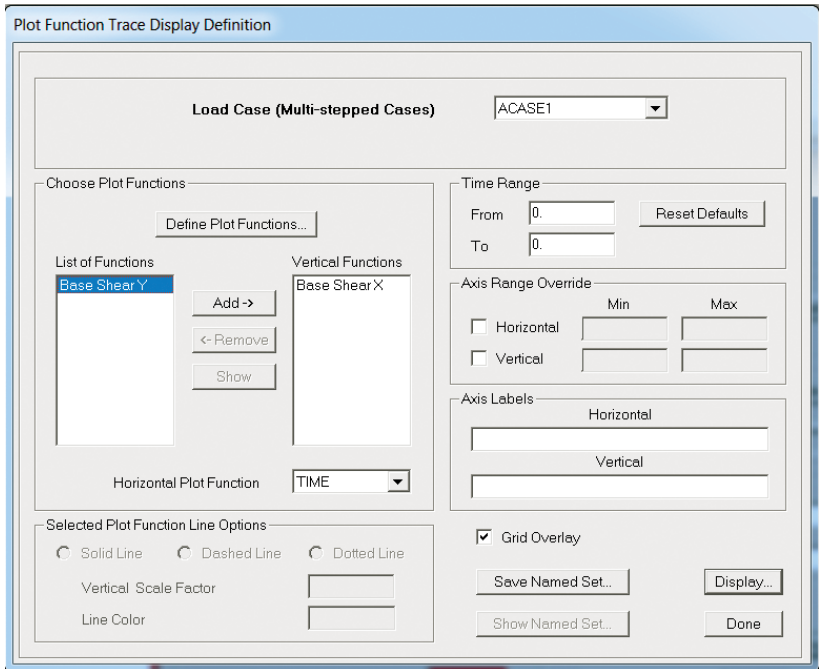 Plot Function Trace Display Definition
Load Case (Multi-stepped Cases)
ACASE1
Choose Plot Functions
Define Plot Functions...
List of Functions
Vertical Functions
Base Shear Y
Base Shear X
Add ->
<- Remove
Show
Horizontal Plot Function
TIME
Selected Plot Function Line Options
Solid Line
Dashed Line
Dotted Line
Vertical Scale Factor
Line Color
Time Range
From
0.
Reset Defaults
To
0.
Axis Range Override
Min
Max
Horizontal
Vertical
Axis Labels
Horizontal
Vertical
Grid Overlay
Save Named Set...
Display...
Show Named Set...
Done